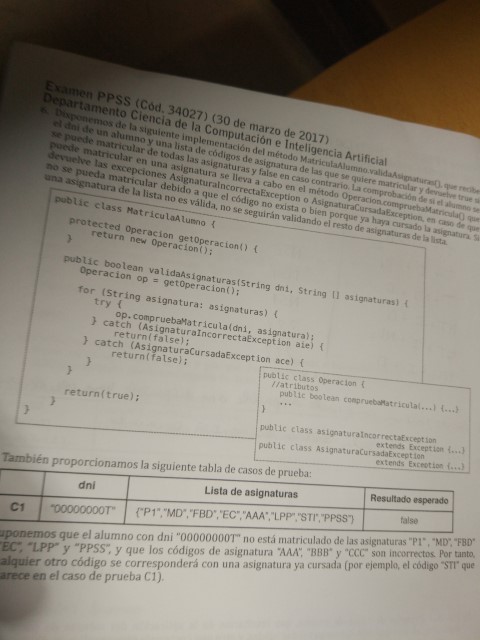 Examen PPSS (Cód. 34027) (30 de marzo de 2017)
Departamento Ciencia de la Computación e Inteligencia Artificial
6. Disponemos de la siguiente implementación del método MatriculaAlumno.validaAsignaturas(), que recibe
el dni de un alumno y una lista de códigos de asignatura de las que se quiere matricular y devuelve true si
se puede matricular de todas las asignaturas y false en caso contrario. La comprobación de si el alumno se
puede matricular en una asignatura se lleva a cabo en el método Operacion.compruebaMatricula() que
devuelve las excepciones AsignaturaIncorrectaException o AsignaturaCursadaException, en caso de que
no se pueda matricular debido a que el código no exista o bien porque ya haya cursado la asignatura. Si
una asignatura de la lista no es válida, no se seguirán validando el resto de asignaturas de la lista.
public class MatriculaAlumno {
protected Operacion getOperacion() {
return new Operacion();
}
public boolean validaAsignaturas(String dni, String [] asignaturas) {
Operacion op = getOperacion();
for (String asignatura: asignaturas) {
try {
op.compruebaMatricula(dni, asignatura);
} catch (AsignaturaIncorrectaException aie) {
return(false);
} catch (AsignaturaCursadaException ace) {
return(false);
}
}
return(true);
}
}
public class Operacion {
//atributos
public boolean compruebaMatricula(...) {...}
...
}
public class asignaturaIncorrectaException
extends Exception {...}
public class AsignaturaCursadaException
extends Exception {...}
También proporcionamos la siguiente tabla de casos de prueba:
dni Lista de asignaturas Resultado esperado
C1 "00000000T" {"P1","MD","FBD","EC","AAA","LPP","STI","PPSS"} false
uponemos que el alumno con dni "00000000T" no está matriculado de las asignaturas "P1", "MD", "FBD"
"EC", "LPP" y "PPSS", y que los códigos de asignatura "AAA", "BBB" y "CCC" son incorrectos. Por tanto,
alquier otro código se corresponderá con una asignatura ya cursada (por ejemplo, el código "STI" que
arece en el caso de prueba C1).